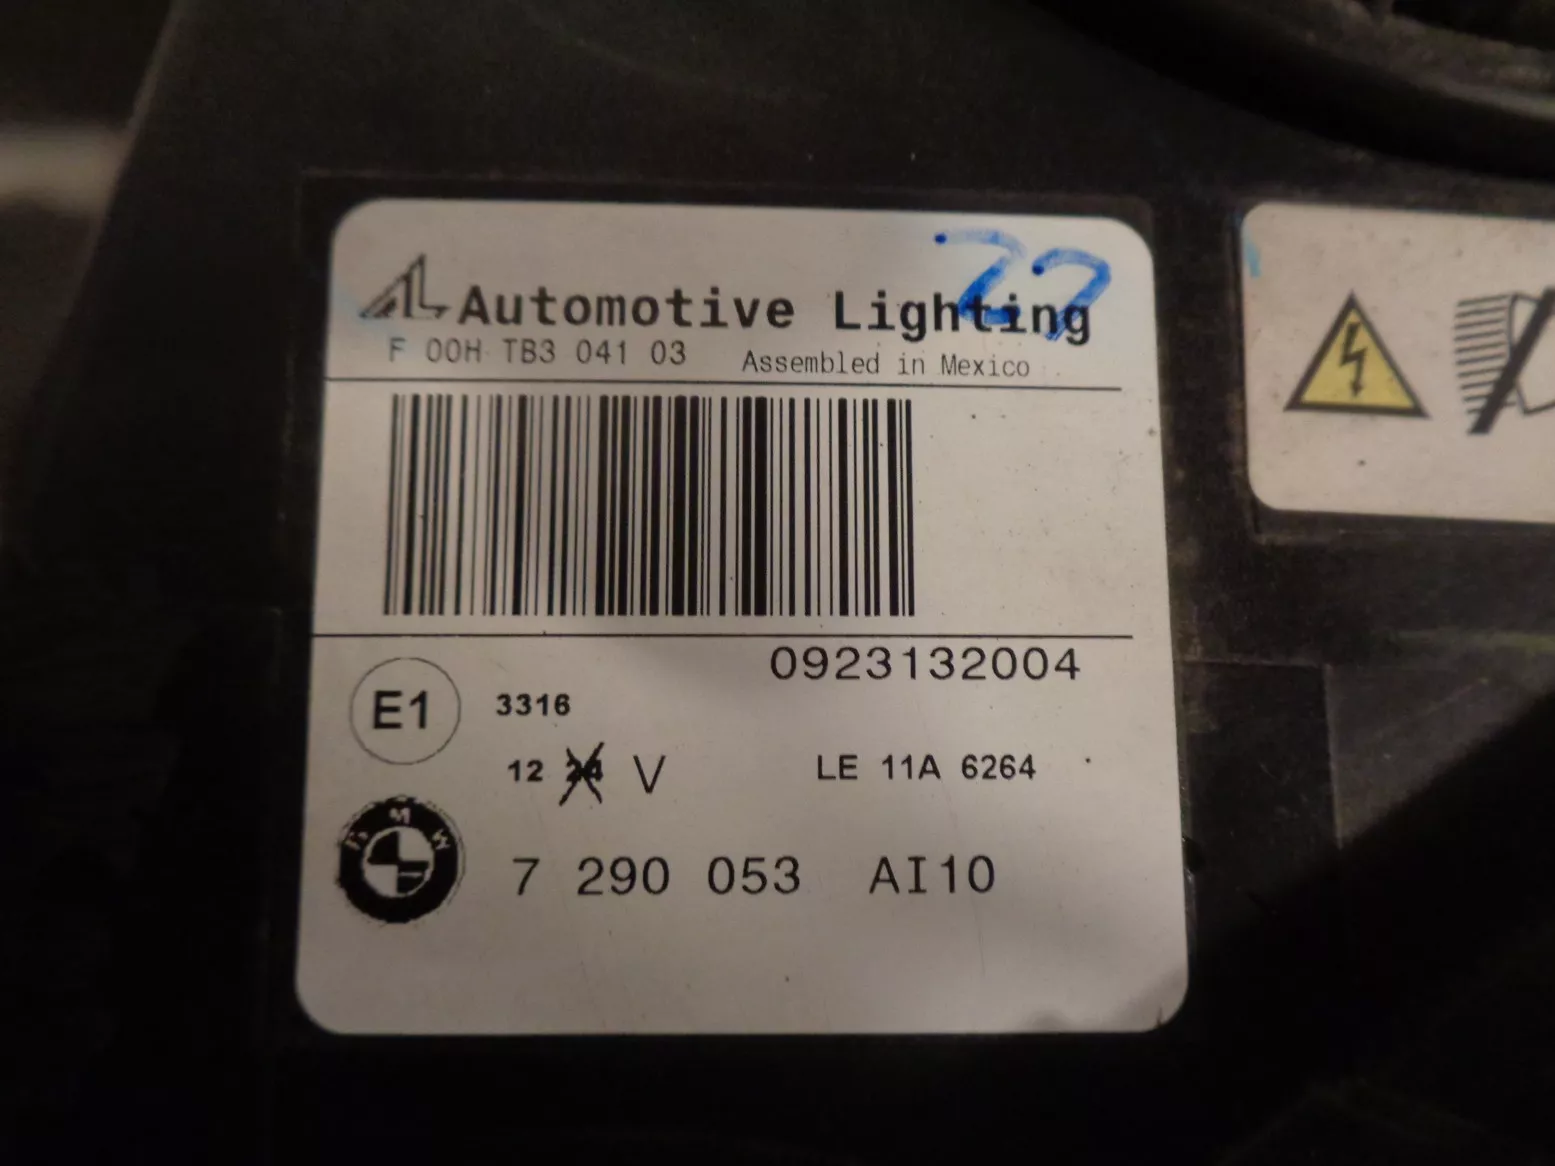 AL Automotive Lighting
F 00H TB3 041 03 Assembled in Mexico
0923132004
E1 3316
12 24 V LE 11A 6264
BMW 7 290 053 AI10